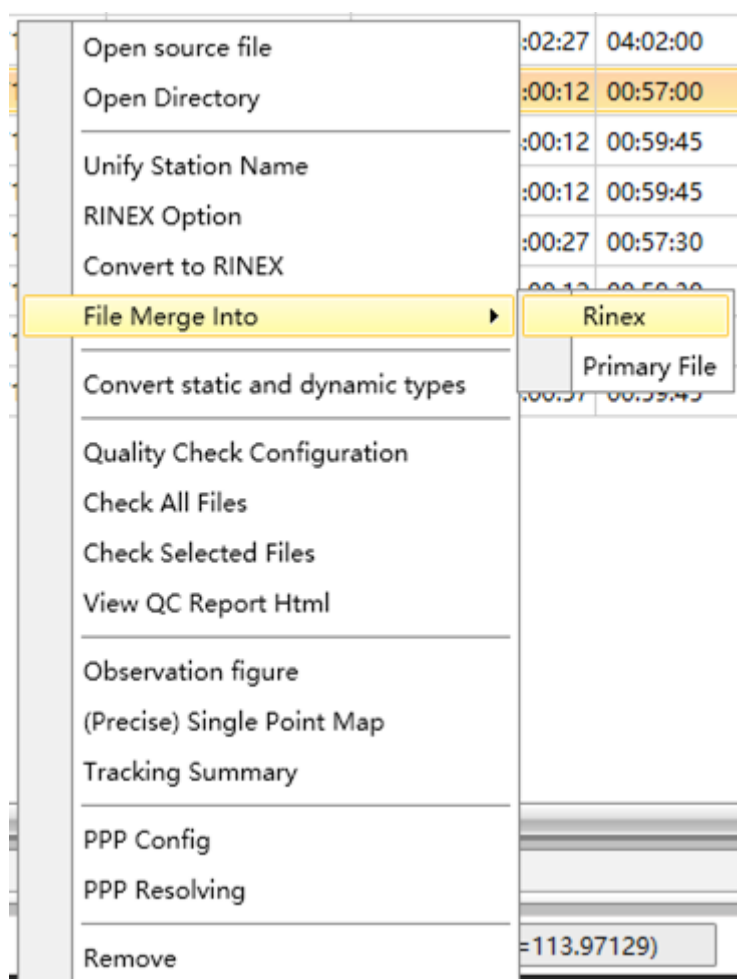 Open source file
:02:27 04:02:00
Open Directory
:00:12 00:57:00
:00:12 00:59:45
Unify Station Name
:00:12 00:59:45
RINEX Option
:00:27 00:57:30
Convert to RINEX
File Merge Into
Rinex
Primary File
Convert static and dynamic types
Quality Check Configuration
Check All Files
Check Selected Files
View QC Report Html
Observation figure
(Precise) Single Point Map
Tracking Summary
PPP Config
PPP Resolving
Remove
=113.97129)